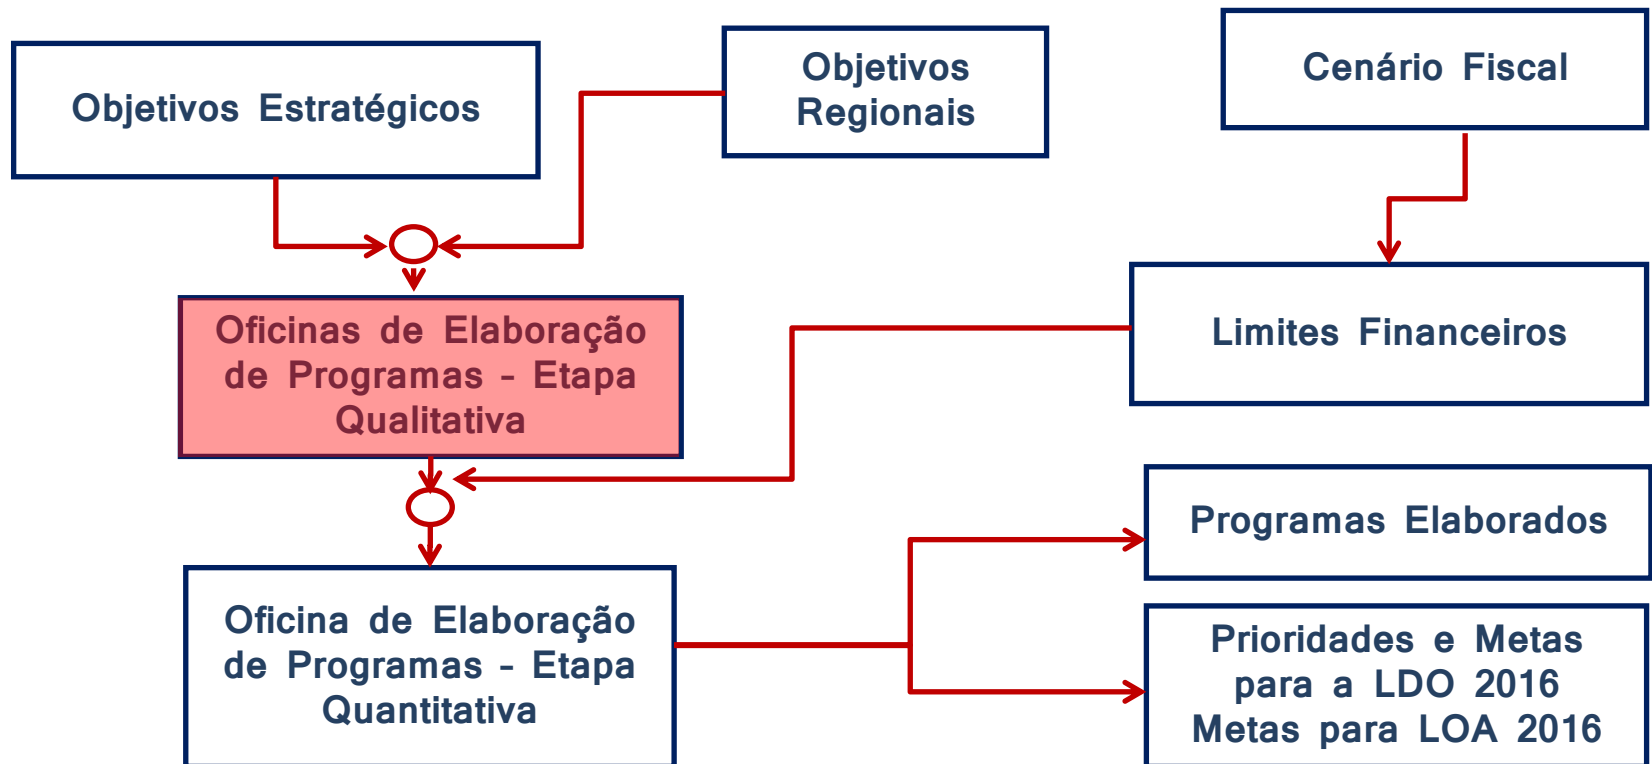 Objetivos Estratégicos
Objetivos
Regionais
Cenário Fiscal
Oficinas de Elaboração
de Programas - Etapa
Qualitativa
Limites Financeiros
Programas Elaborados
Oficina de Elaboração
de Programas - Etapa
Quantitativa
Prioridades e Metas
para a LDO 2016
Metas para LOA 2016